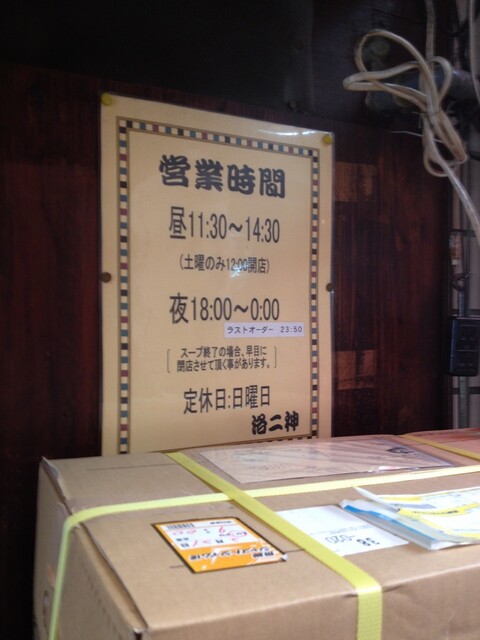 営業時間
昼11:30～14:30
(土曜のみ12:00開店)
夜18:00～0:00
ラストオーダー 23:50
スープ終了の場合、早目に
閉店させて頂く事があります。
定休日:日曜日
洛二神